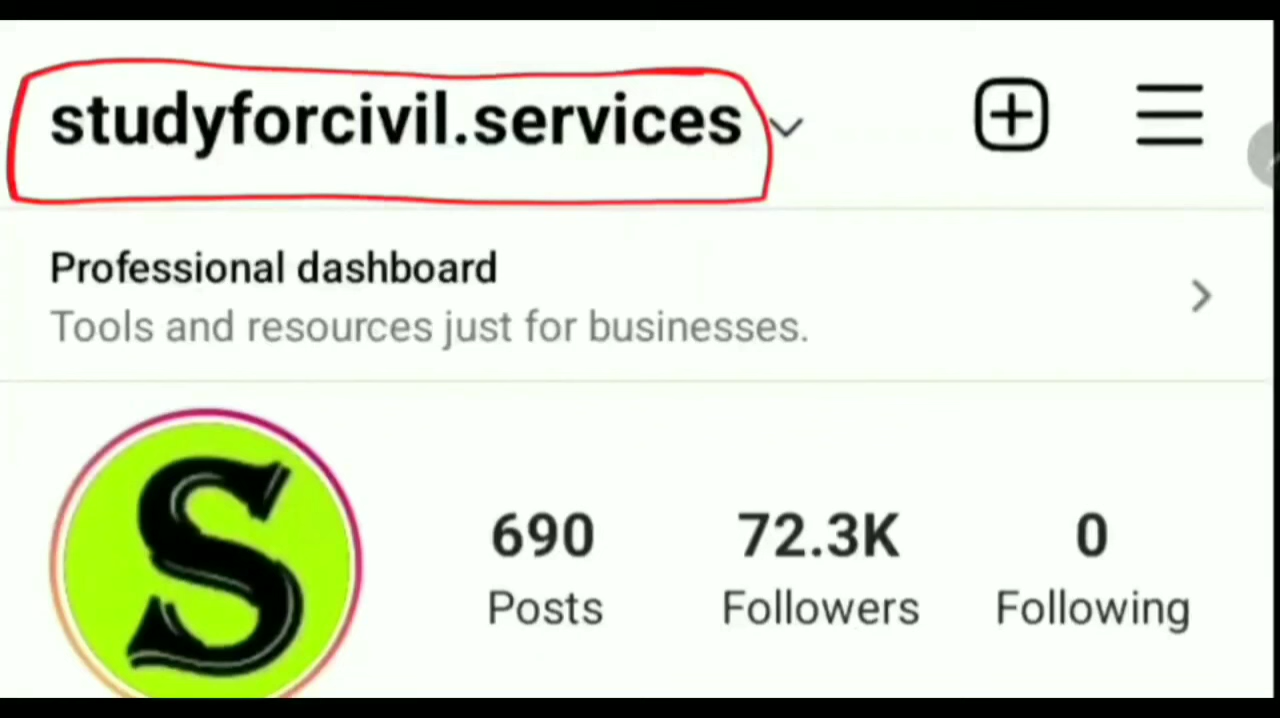 studyforcivil.services
Professional dashboard
Tools and resources just for businesses.
S
690 72.3K 0
Posts Followers Following